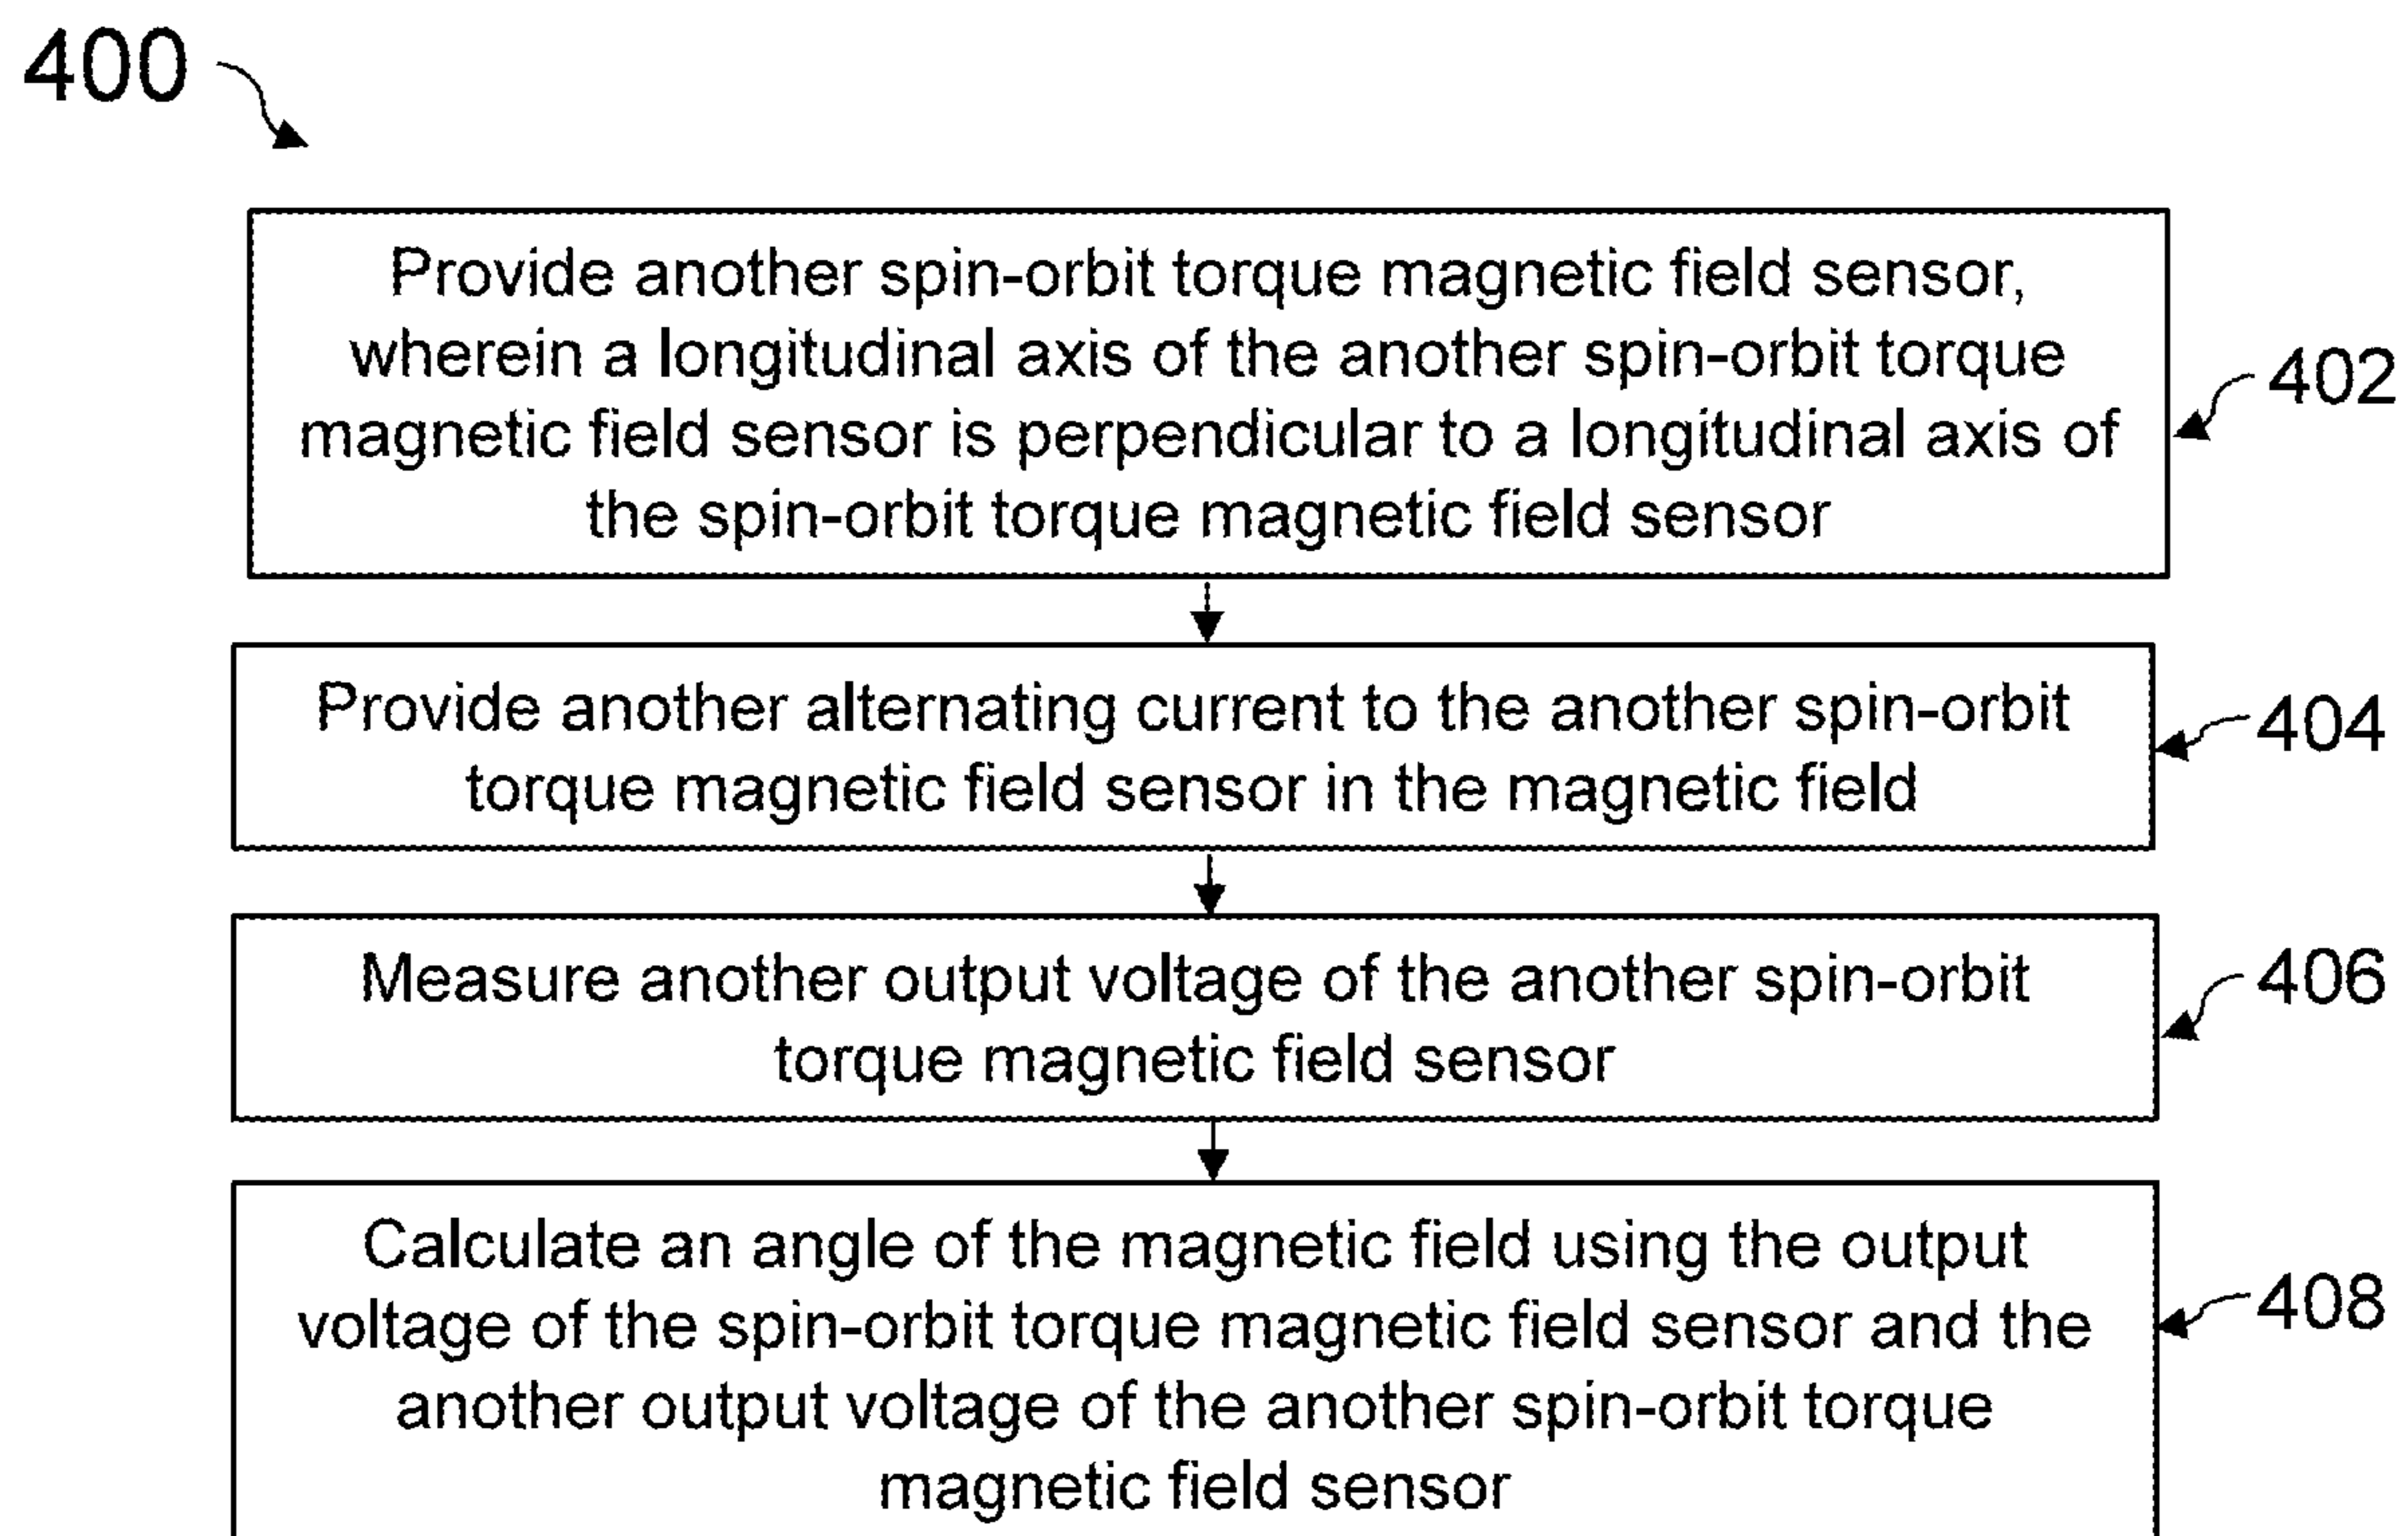 400
Provide another spin-orbit torque magnetic field sensor,
wherein a longitudinal axis of the another spin-orbit torque
magnetic field sensor is perpendicular to a longitudinal axis of
the spin-orbit torque magnetic field sensor
402
Provide another alternating current to the another spin-orbit
torque magnetic field sensor in the magnetic field
404
Measure another output voltage of the another spin-orbit
torque magnetic field sensor
406
Calculate an angle of the magnetic field using the output
voltage of the spin-orbit torque magnetic field sensor and the
another output voltage of the another spin-orbit torque
magnetic field sensor
408